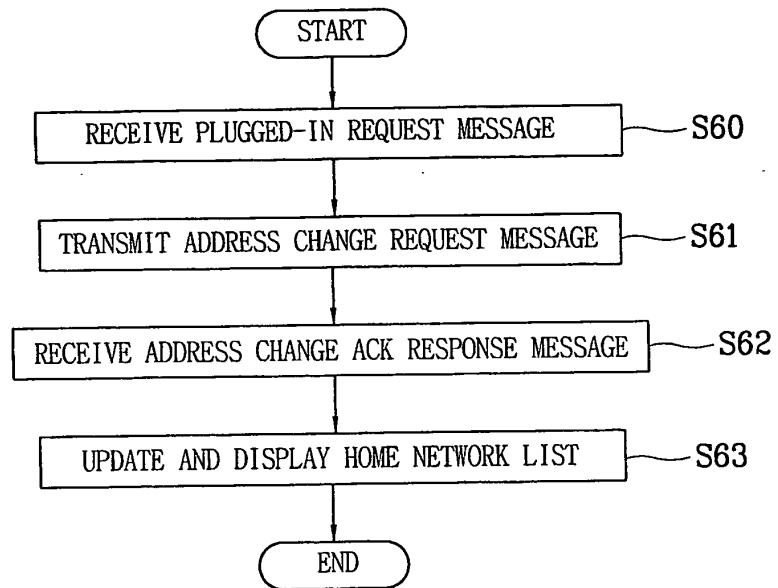 START
RECEIVE PLUGGED-IN REQUEST MESSAGE
S60
TRANSMIT ADDRESS CHANGE REQUEST MESSAGE
S61
RECEIVE ADDRESS CHANGE ACK RESPONSE MESSAGE
S62
UPDATE AND DISPLAY HOME NETWORK LIST
S63
END